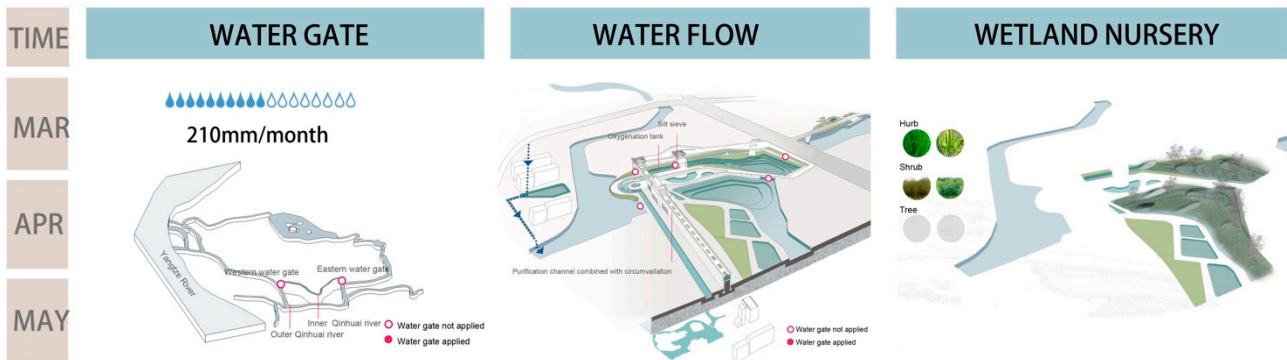 TIME
WATER GATE
WATER FLOW
WETLAND NURSERY
MAR
APR
MAY
210mm/month
Yangtze River
Western water gate
Eastern water gate
Inner Qinhuai river
Outer Qinhuai river
Water gate not applied
Water gate applied
Silt sieve
Oxygenation tank
Purification channel combined with circumvallation
Water gate not applied
Water gate applied
Hurb
Shrub
Tree